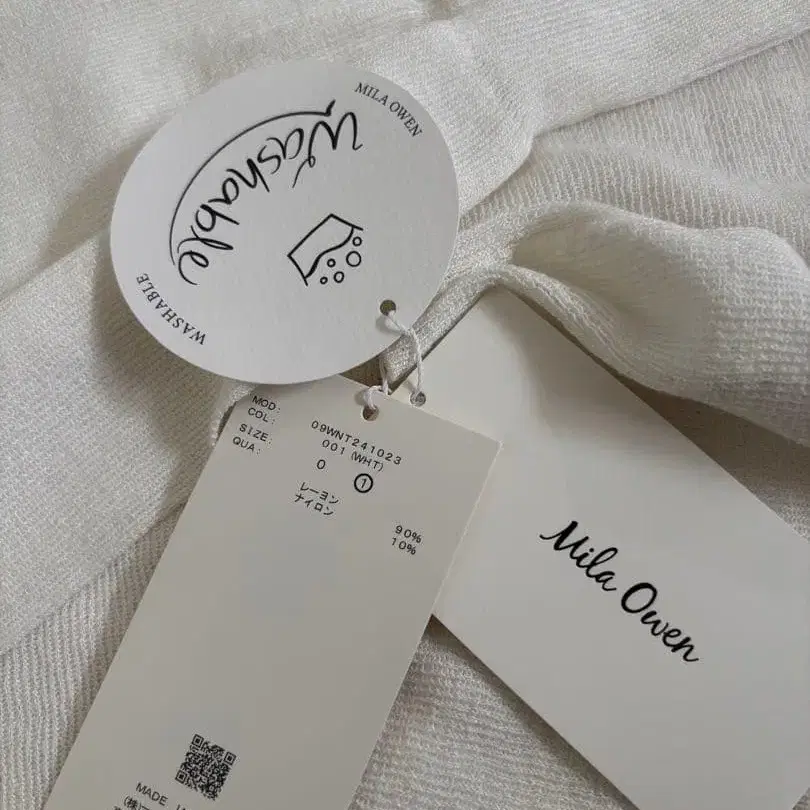 MILA OWEN
Washable
WASHABLE
MOD: 09WNT241023
COL: 001 (WHT)
SIZE: 0 ①
QUA: レーヨン 90%
ナイロン 10%
MADE
(株)
Mila Owen